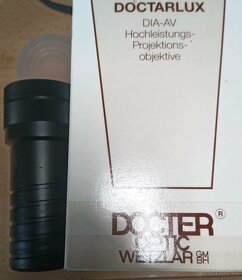 DOCTARLUX
DIA-AV
Hochleistungs-
Projektions-
objektive
DOCTER®
OPTIC
WETZLAR GMBH